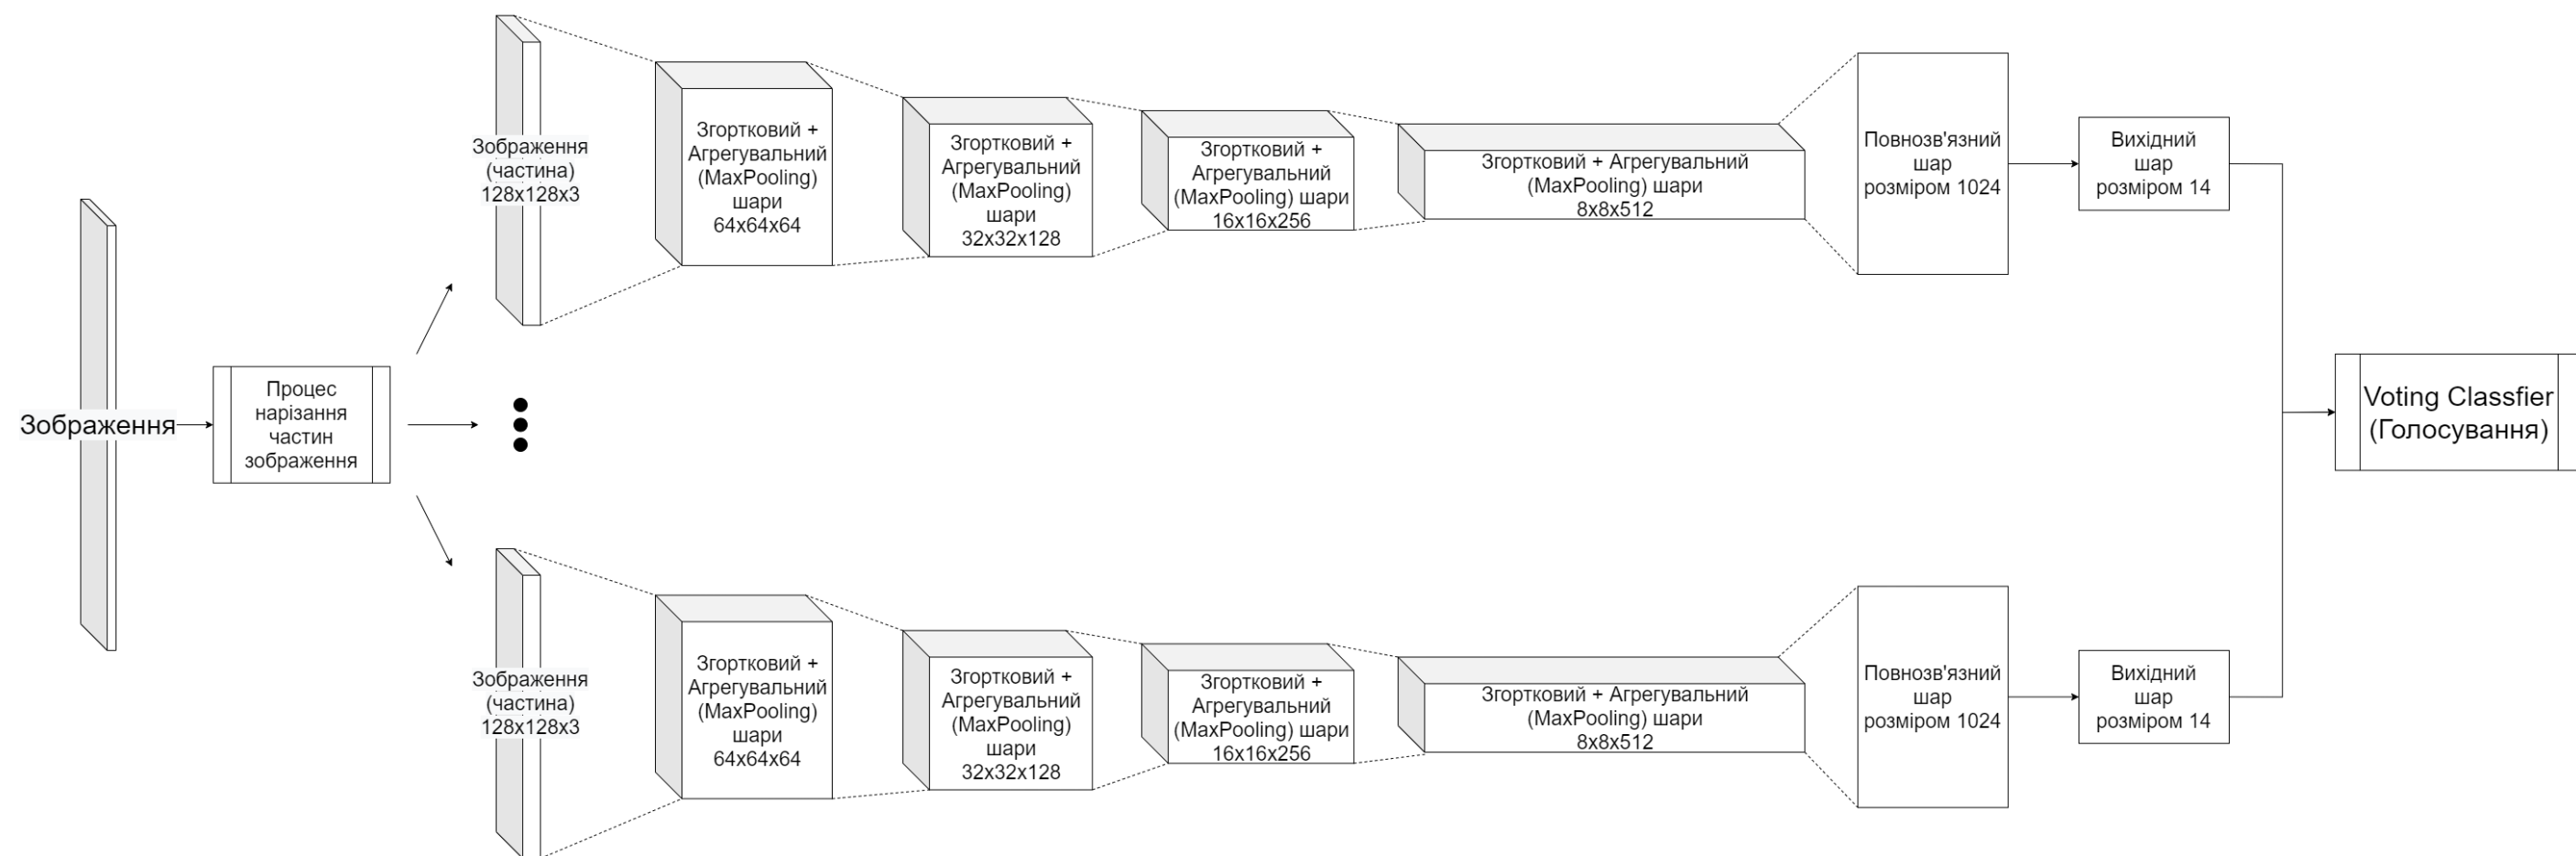 Зображення
Процес
нарізання
частин
зображення
Зображення
(частина)
128x128x3
Згортковий +
Агрегувальний
(MaxPooling)
шари
64x64x64
Згортковий +
Агрегувальний
(MaxPooling)
шари
32x32x128
Згортковий +
Агрегувальний
(MaxPooling) шари
16x16x256
Згортковий + Агрегувальний
(MaxPooling) шари
8x8x512
Повнозв'язний
шар
розміром 1024
Вихідний
шар
розміром 14
Зображення
(частина)
128x128x3
Згортковий +
Агрегувальний
(MaxPooling)
шари
64x64x64
Згортковий +
Агрегувальний
(MaxPooling)
шари
32x32x128
Згортковий +
Агрегувальний
(MaxPooling) шари
16x16x256
Згортковий + Агрегувальний
(MaxPooling) шари
8x8x512
Повнозв'язний
шар
розміром 1024
Вихідний
шар
розміром 14
Voting Classfier
(Голосування)